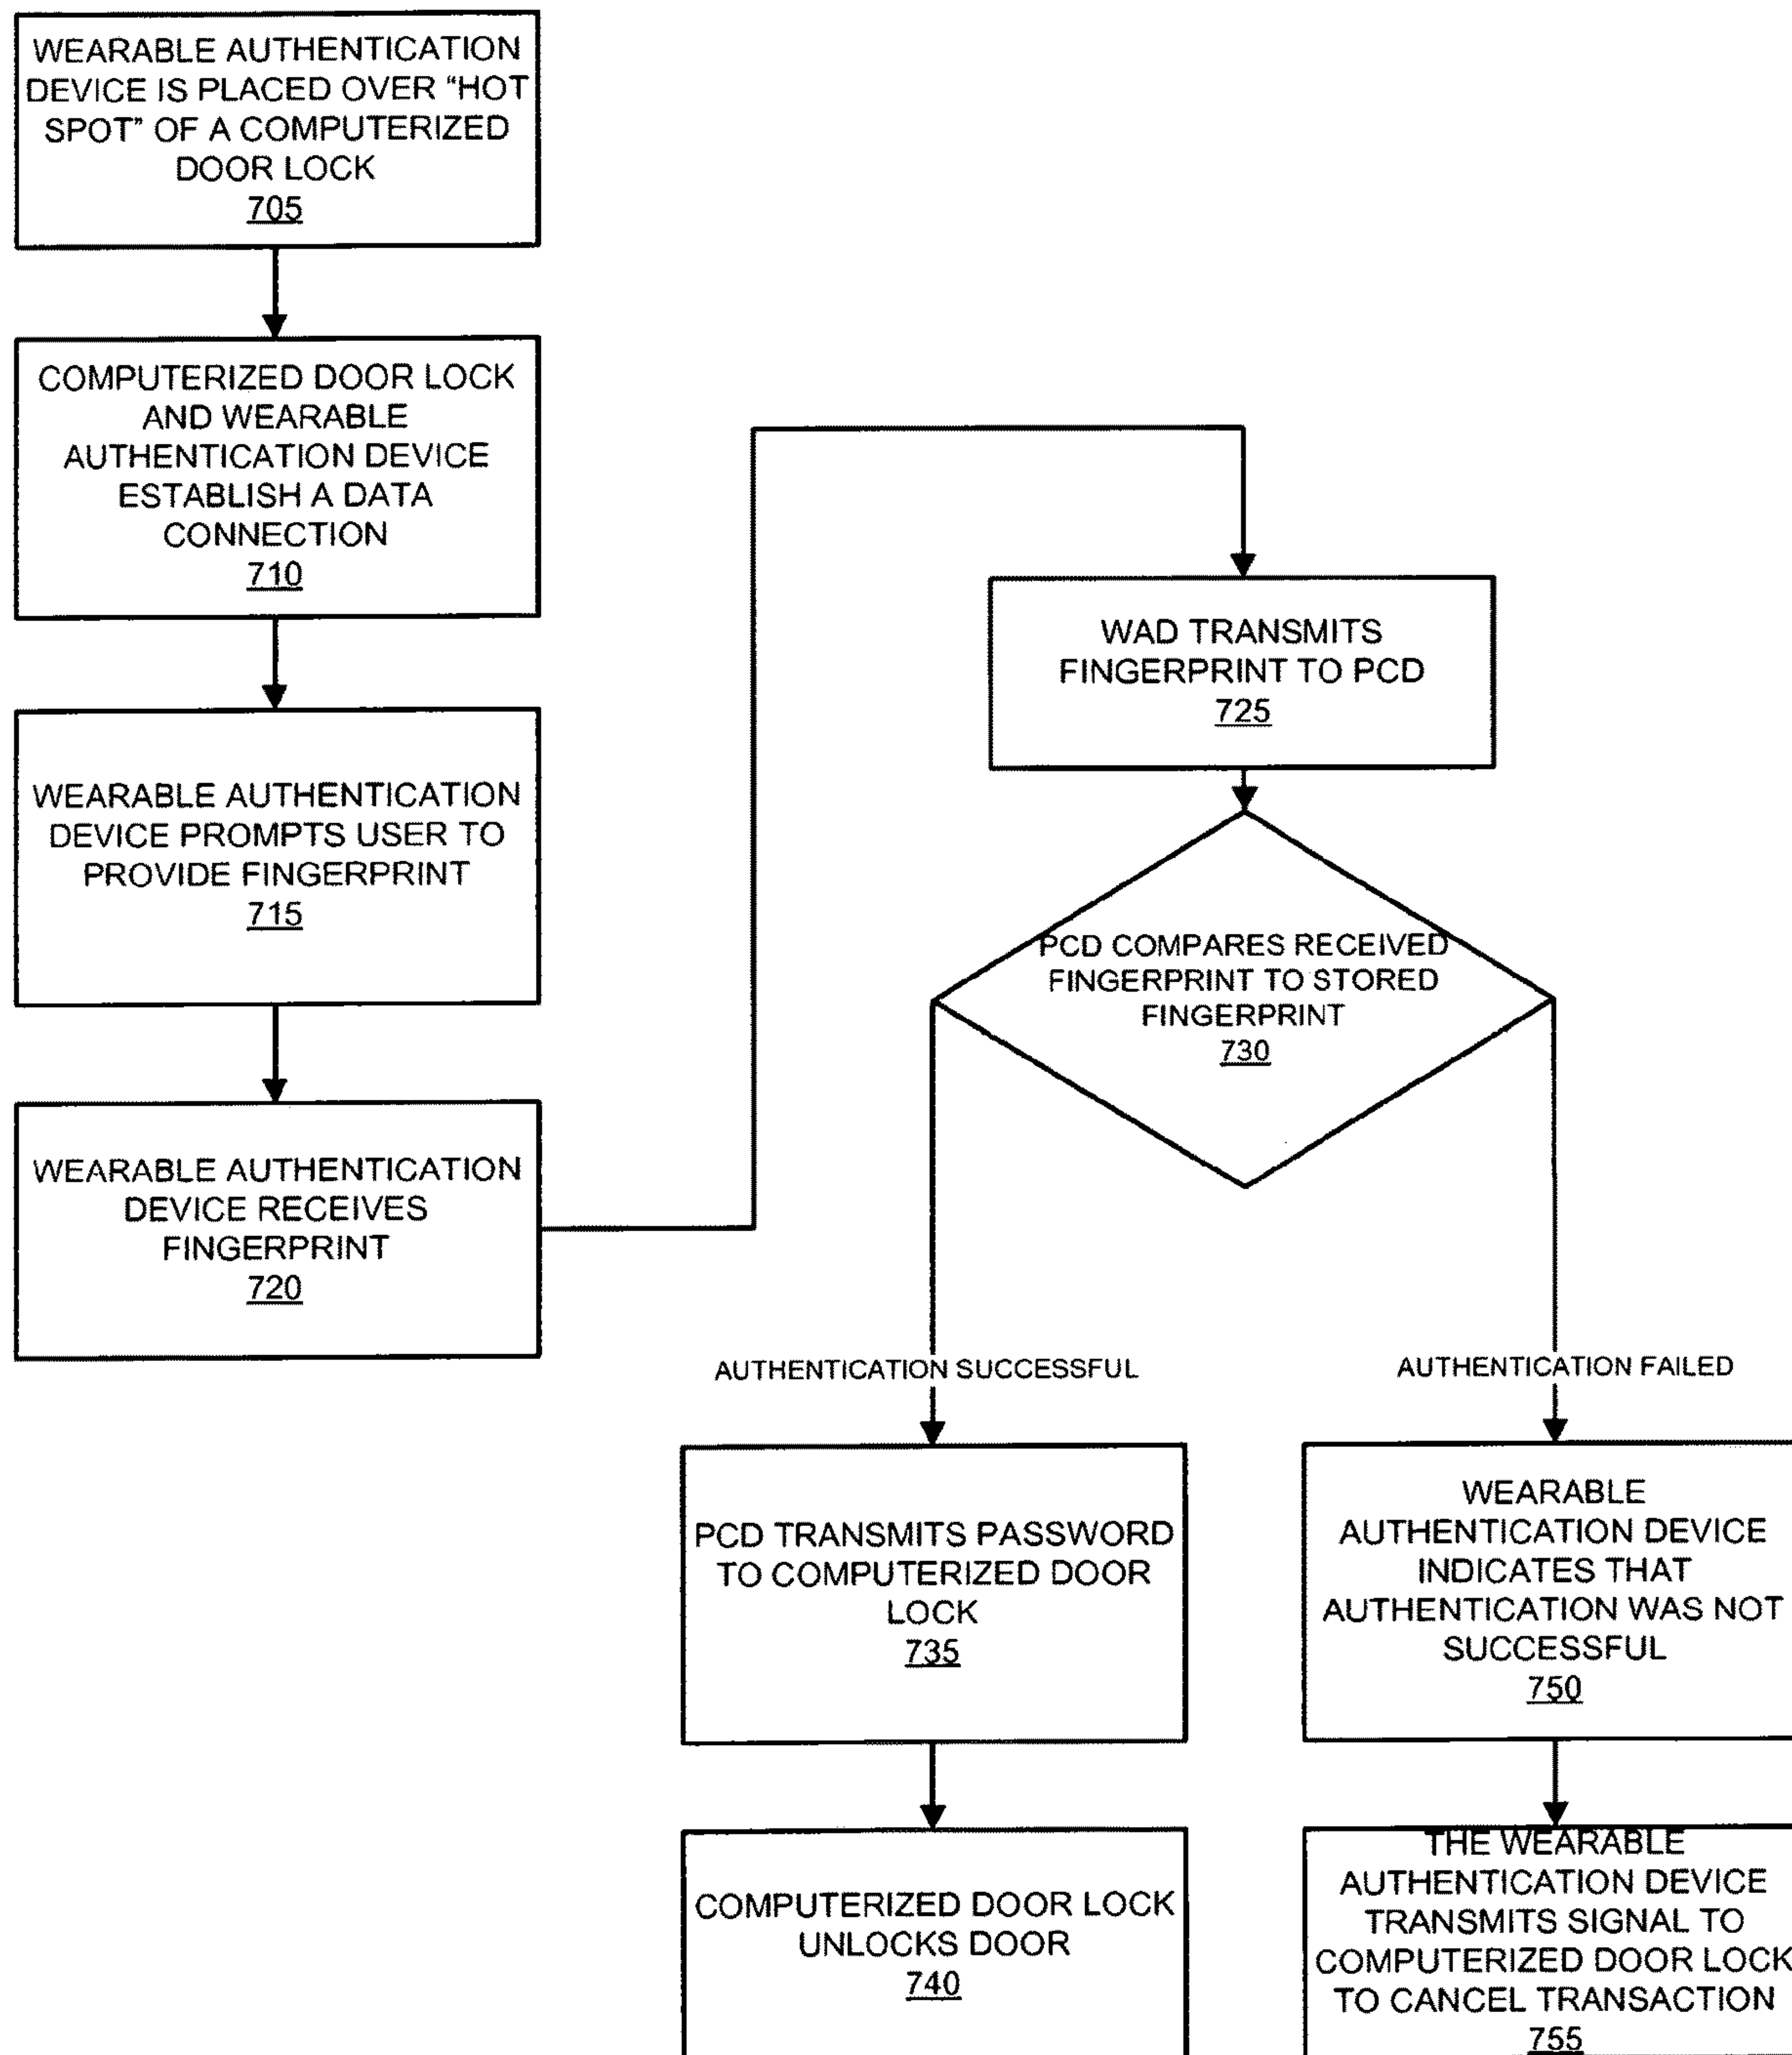 WEARABLE AUTHENTICATION
DEVICE IS PLACED OVER "HOT
SPOT" OF A COMPUTERIZED
DOOR LOCK
705
COMPUTERIZED DOOR LOCK
AND WEARABLE
AUTHENTICATION DEVICE
ESTABLISH A DATA
CONNECTION
710
WEARABLE AUTHENTICATION
DEVICE PROMPTS USER TO
PROVIDE FINGERPRINT
715
WEARABLE AUTHENTICATION
DEVICE RECEIVES
FINGERPRINT
720
WAD TRANSMITS
FINGERPRINT TO PCD
725
PCD COMPARES RECEIVED
FINGERPRINT TO STORED
FINGERPRINT
730
AUTHENTICATION SUCCESSFUL
PCD TRANSMITS PASSWORD
TO COMPUTERIZED DOOR
LOCK
735
COMPUTERIZED DOOR LOCK
UNLOCKS DOOR
740
AUTHENTICATION FAILED
WEARABLE
AUTHENTICATION DEVICE
INDICATES THAT
AUTHENTICATION WAS NOT
SUCCESSFUL
750
THE WEARABLE
AUTHENTICATION DEVICE
TRANSMITS SIGNAL TO
COMPUTERIZED DOOR LOCK
TO CANCEL TRANSACTION
755